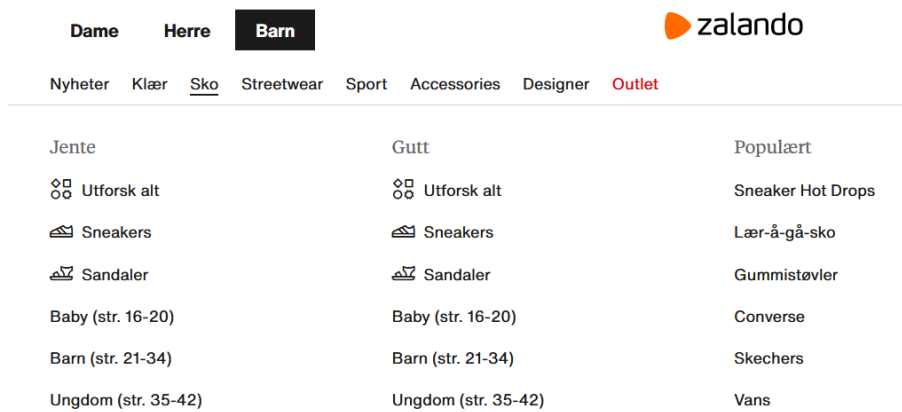 Dame Herre Barn zalando
Nyheter Klær Sko Streetwear Sport Accessories Designer Outlet
Jente Gutt Populært
Utforsk alt Utforsk alt Sneaker Hot Drops
Sneakers Sneakers Lær-å-gå-sko
Sandaler Sandaler Gummistøvler
Baby (str. 16-20) Baby (str. 16-20) Converse
Barn (str. 21-34) Barn (str. 21-34) Skechers
Ungdom (str. 35-42) Ungdom (str. 35-42) Vans